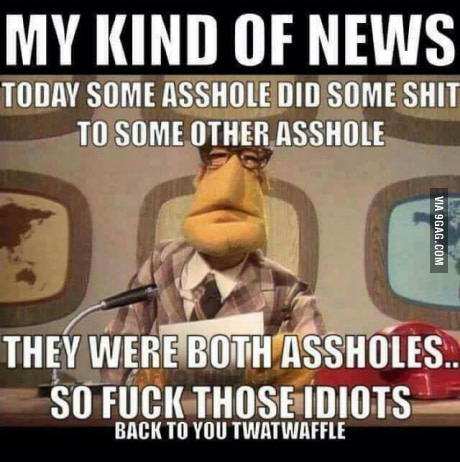 MY KIND OF NEWS
TODAY SOME ASSHOLE DID SOME SHIT
TO SOME OTHER ASSHOLE
VIA 9GAG.COM
THEY WERE BOTH ASSHOLES..
SO FUCK THOSE IDIOTS
BACK TO YOU TWATWAFFLE